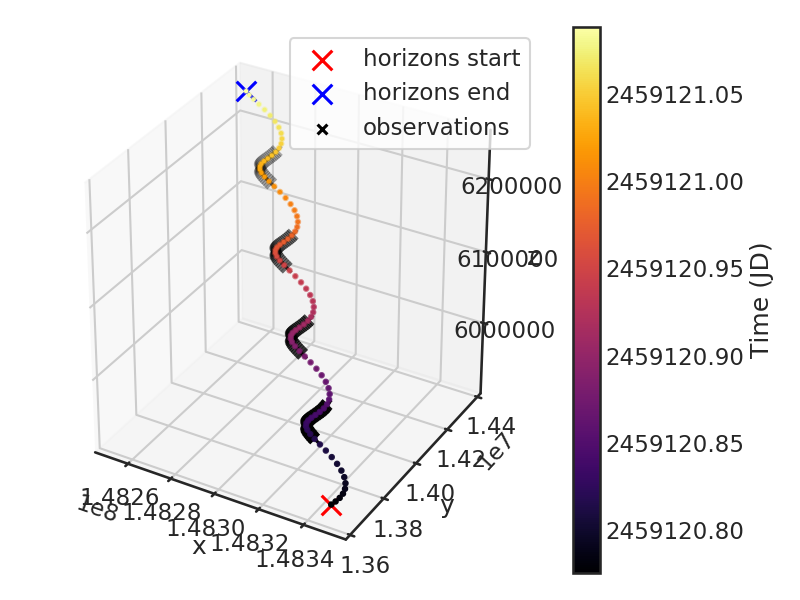 horizons start
horizons end
observations
6200000
6100000
z
6000000
1.44
1.42
1e7
1.40
y
1.38
1.36
1.4826
1e8
1.4828
1.4830
x
1.4832
1.4834
2459121.05
2459121.00
2459120.95
2459120.90
2459120.85
2459120.80
Time (JD)